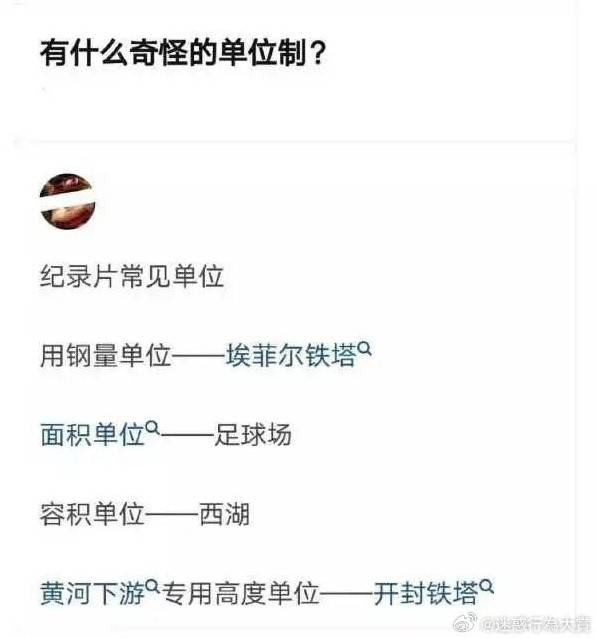 有什么奇怪的单位制？
纪录片常见单位
用钢量单位——埃菲尔铁塔
面积单位——足球场
容积单位——西湖
黄河下游专用高度单位——开封铁塔
@迷惑行为大赏